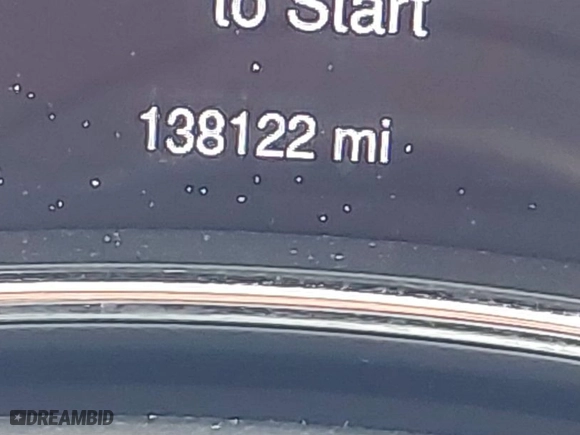 to Start
138122 mi
DREAMBID